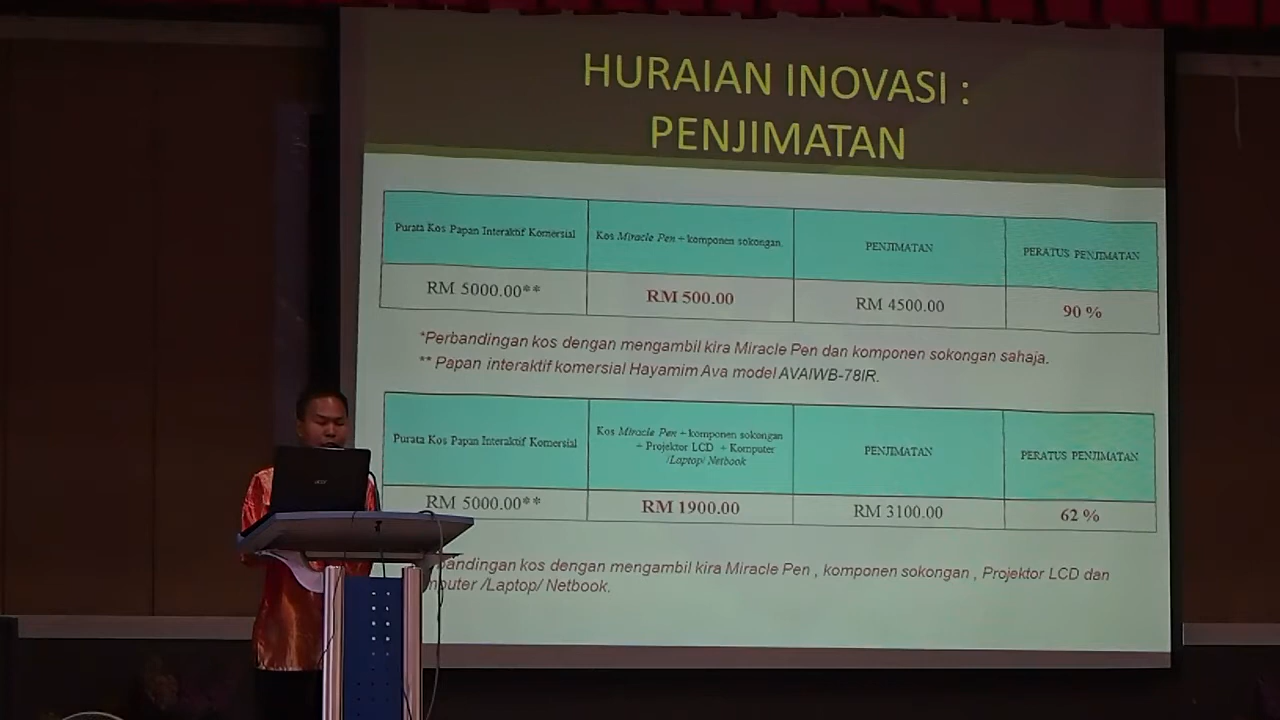 HURAIAN INOVASI :
PENJIMATAN
Purata Kos Papan Interaktif Komersial
Kos Miracle Pen + komponen sokongan.
PENJIMATAN
PERATUS PENJIMATAN
RM 5000.00**
RM 500.00
RM 4500.00
90 %
*Perbandingan kos dengan mengambil kira Miracle Pen dan komponen sokongan sahaja.
** Papan interaktif komersial Hayamim Ava model AVAIWB-78IR.
Purata Kos Papan Interaktif Komersial
Kos Miracle Pen + komponen sokongan
+ Projektor LCD + Komputer
/Laptop/ Netbook
PENJIMATAN
PERATUS PENJIMATAN
RM 5000.00**
RM 1900.00
RM 3100.00
62 %
bandingan kos dengan mengambil kira Miracle Pen , komponen sokongan , Projektor LCD dan
mputer /Laptop/ Netbook.
acer